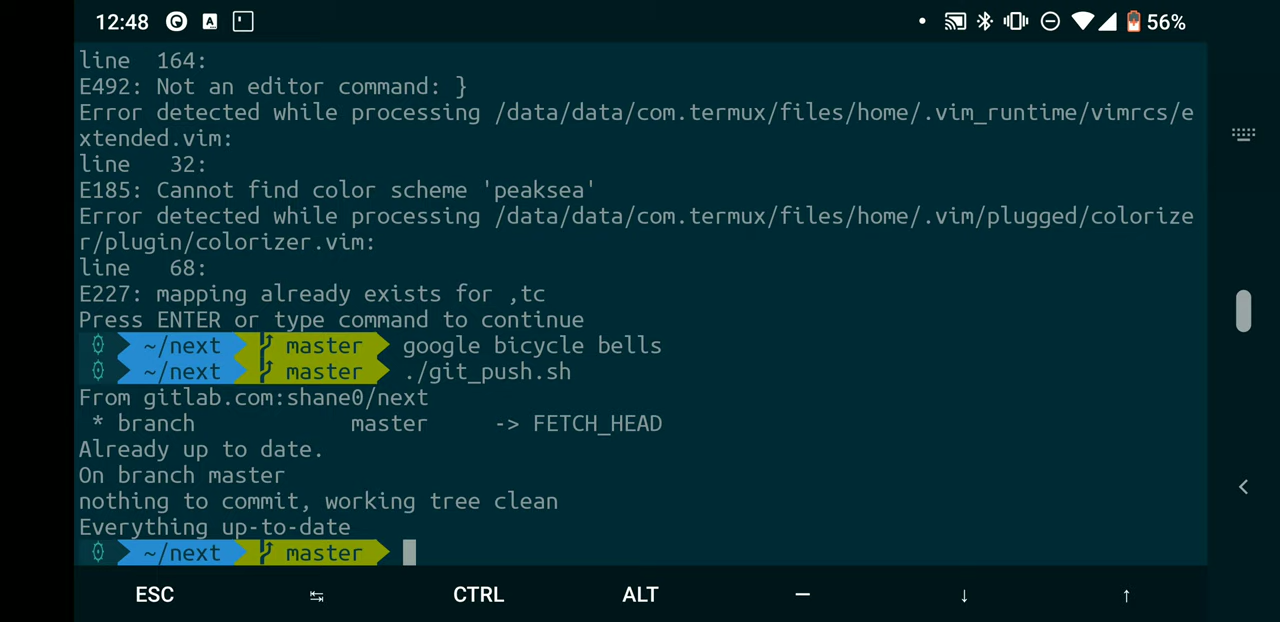 12:48
A
56%
line  164:
E492: Not an editor command: }
Error detected while processing /data/data/com.termux/files/home/.vim_runtime/vimrcs/e
xtended.vim:
line   32:
E185: Cannot find color scheme 'peaksea'
Error detected while processing /data/data/com.termux/files/home/.vim/plugged/colorize
r/plugin/colorizer.vim:
line   68:
E227: mapping already exists for ,tc
Press ENTER or type command to continue
~/next master google bicycle bells
~/next master ./git_push.sh
From gitlab.com:shane0/next
 * branch            master     -> FETCH_HEAD
Already up to date.
On branch master
nothing to commit, working tree clean
Everything up-to-date
~/next master
ESC ↹ CTRL ALT — ↓ ↑